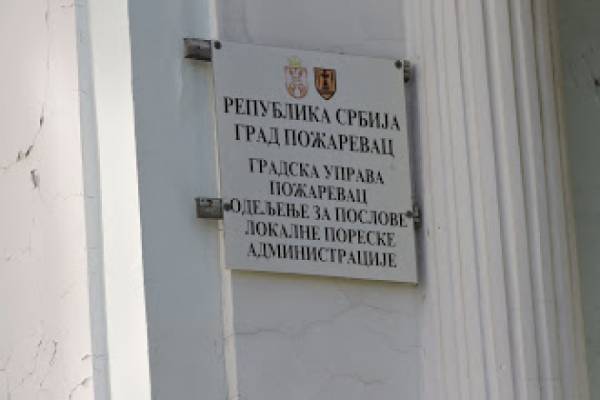 РЕПУБЛИКА СРБИЈА
ГРАД ПОЖАРЕВАЦ
ГРАДСКА УПРАВА
ПОЖАРЕВАЦ
ОДЕЉЕЊЕ ЗА ПОСЛОВЕ
ЛОКАЛНЕ ПОРЕСКЕ
АДМИНИСТРАЦИЈЕ